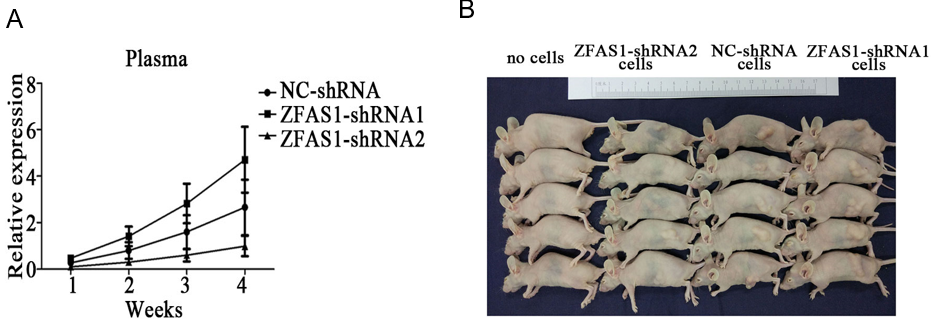 A
Plasma
Relative expression
8
6
4
2
0
1 2 3 4
Weeks
NC-shRNA
ZFAS1-shRNA1
ZFAS1-shRNA2
B
no cells
ZFAS1-shRNA2
cells
NC-shRNA
cells
ZFAS1-shRNA1
cells